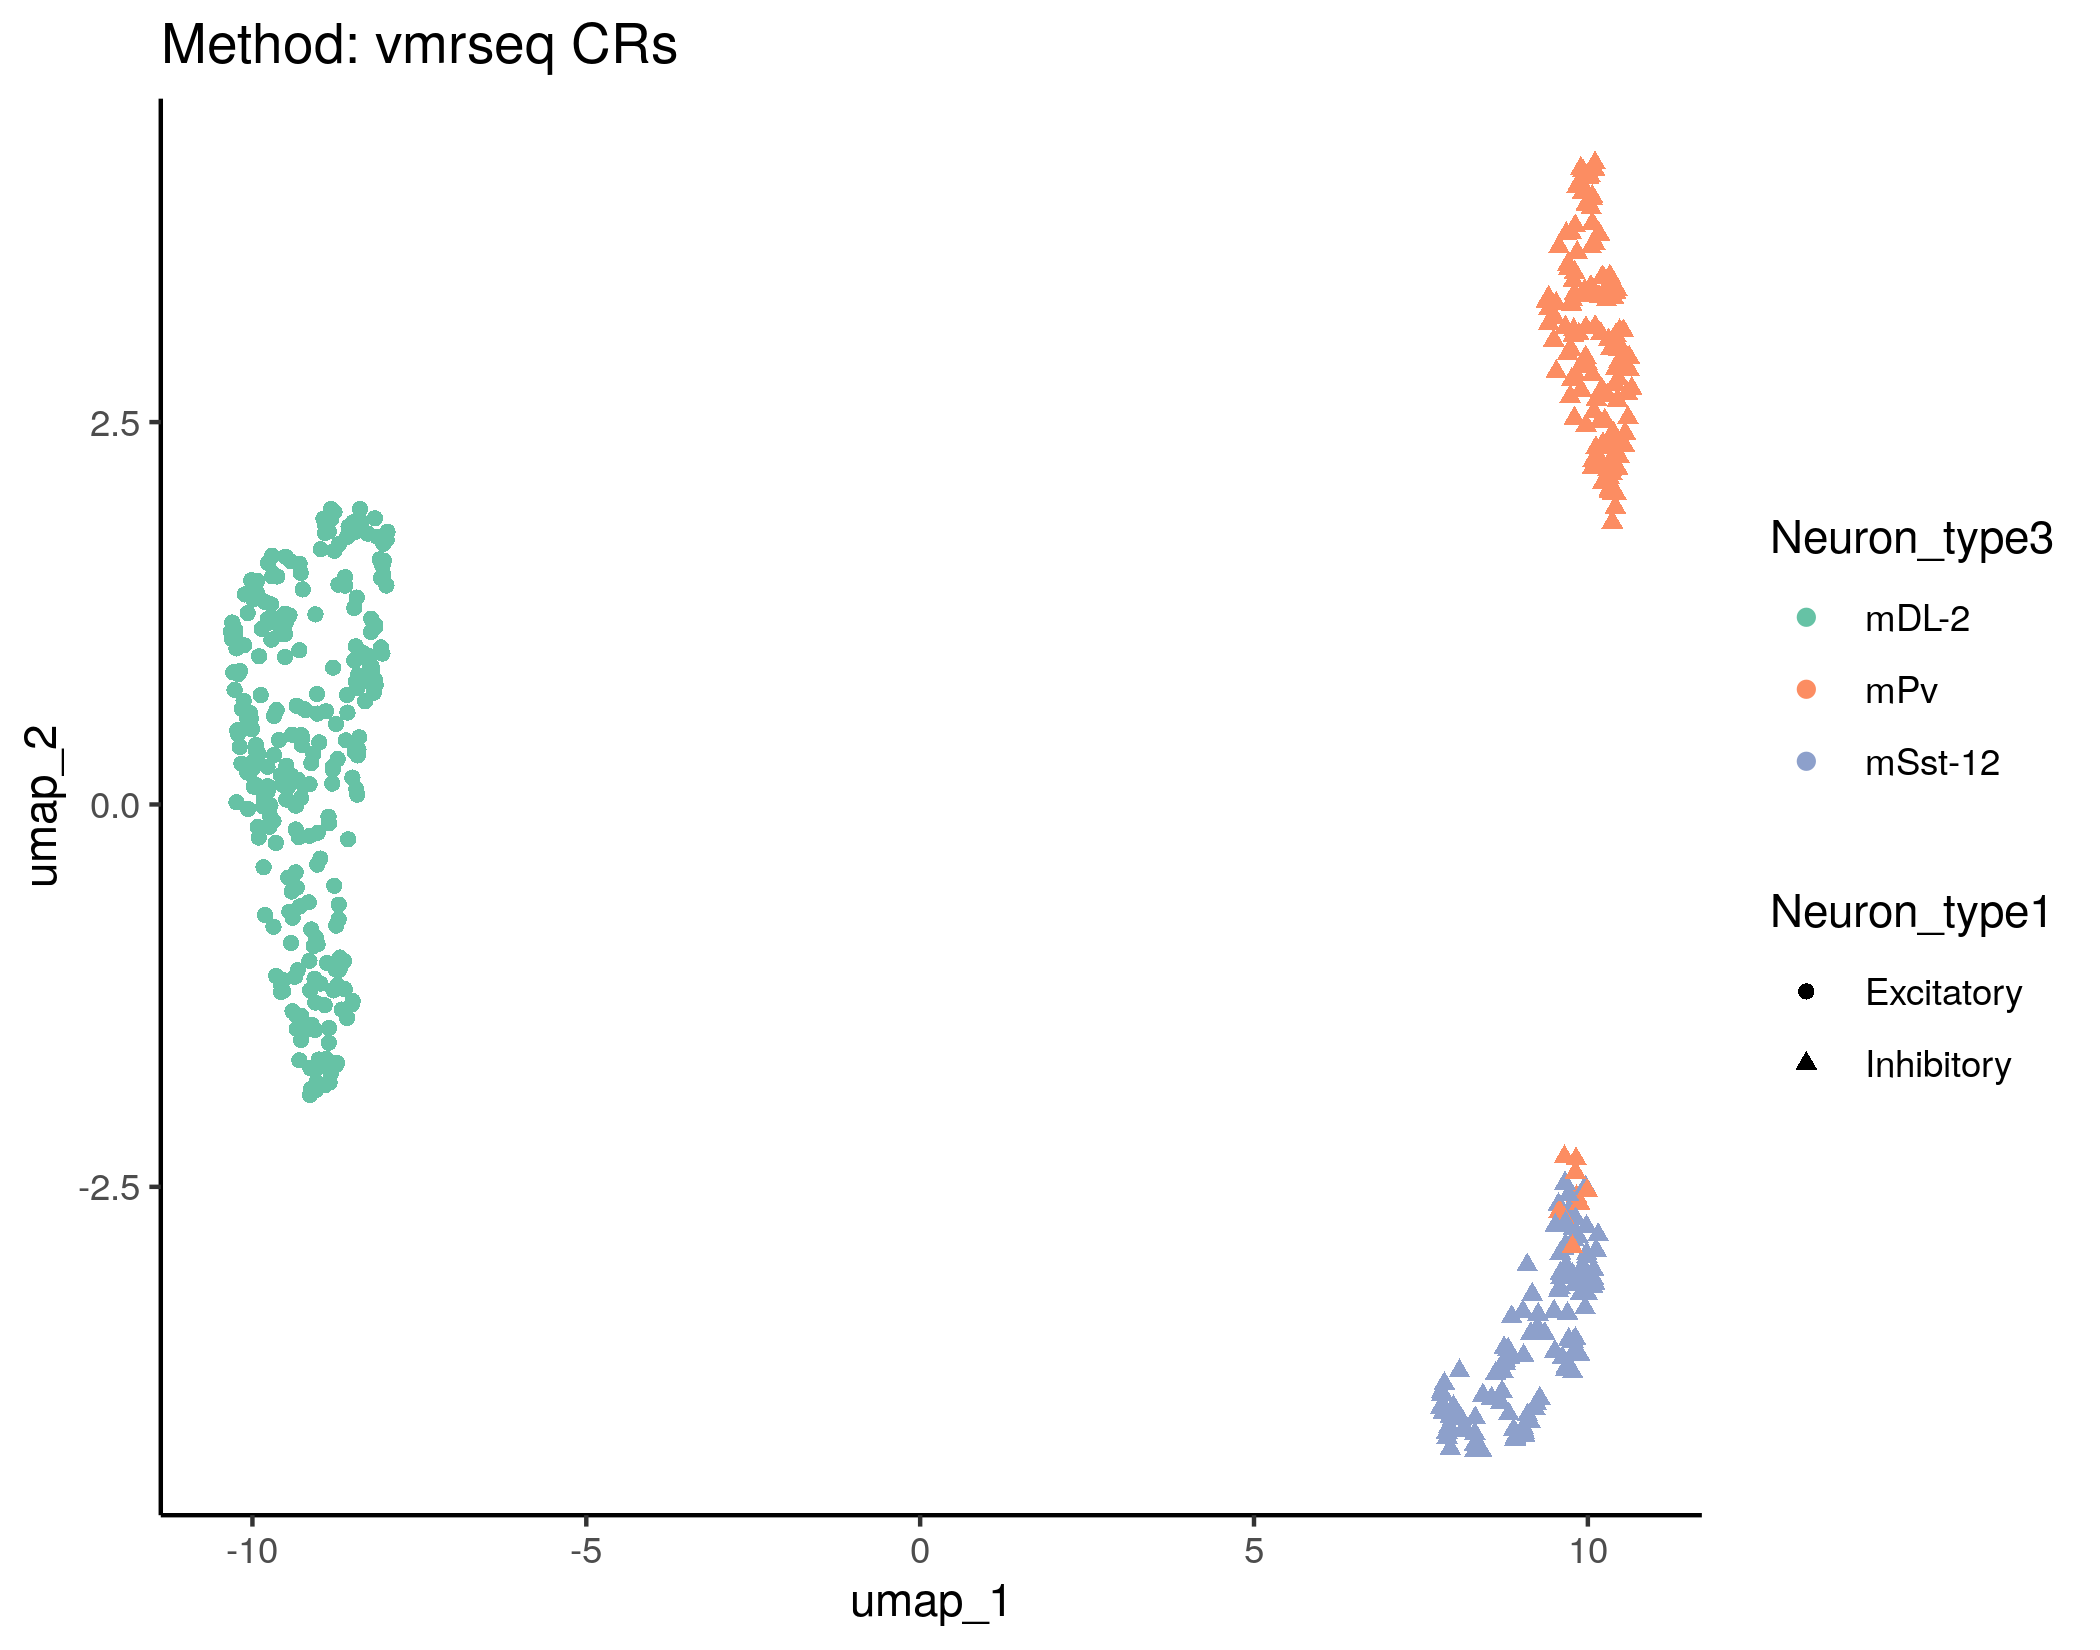 Method: vmrseq CRs
umap_2
2.5
0.0
-2.5
-10
-5
0
5
10
umap_1
Neuron_type3
mDL-2
mPv
mSst-12
Neuron_type1
Excitatory
Inhibitory